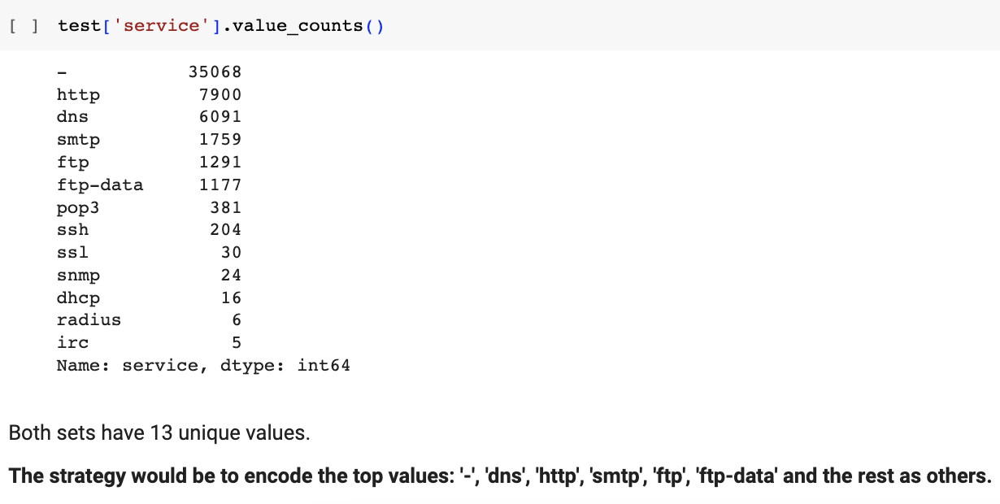 [ ] test['service'].value_counts()
- 35068
http 7900
dns 6091
smtp 1759
ftp 1291
ftp-data 1177
pop3 381
ssh 204
ssl 30
snmp 24
dhcp 16
radius 6
irc 5
Name: service, dtype: int64
Both sets have 13 unique values.
The strategy would be to encode the top values: '-', 'dns', 'http', 'smtp', 'ftp', 'ftp-data' and the rest as others.